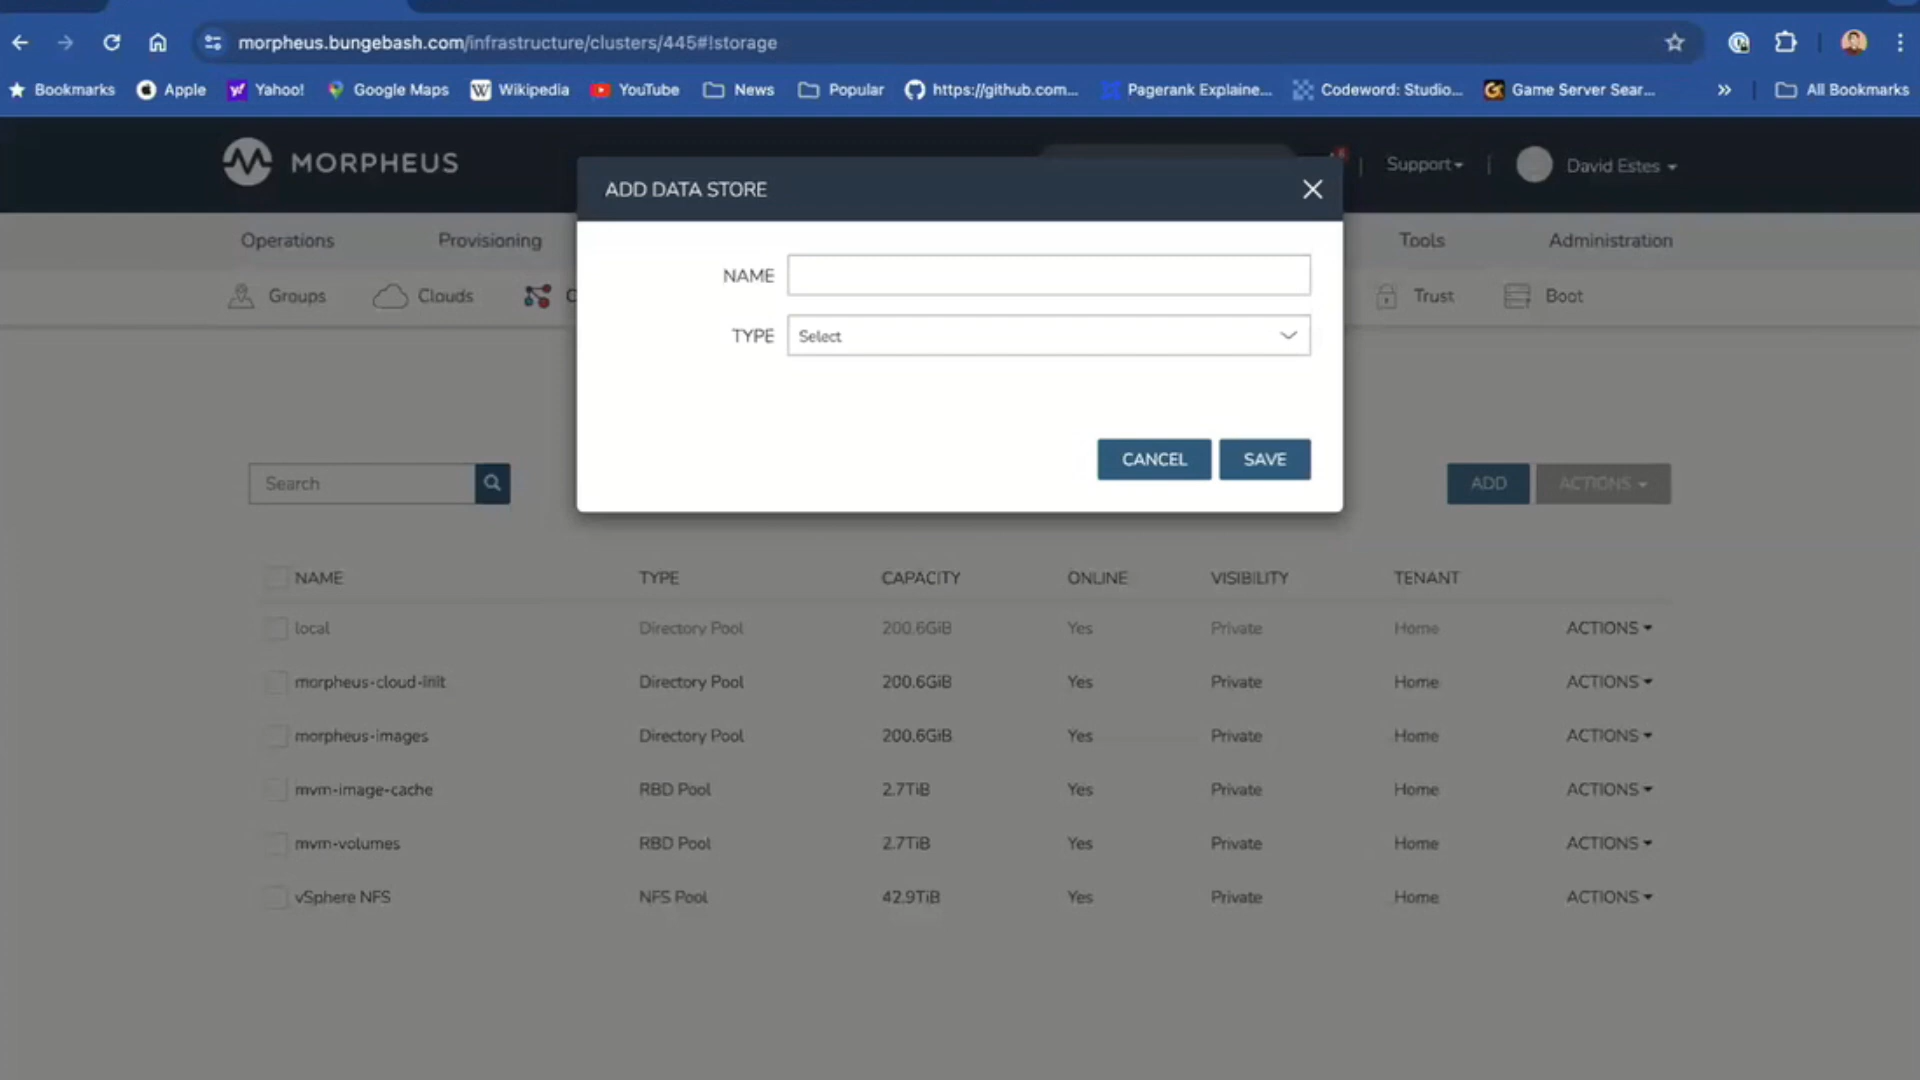 morpheus.bungebash.com/infrastructure/clusters/445#!storage
Bookmarks Apple Yahoo! Google Maps Wikipedia YouTube News Popular https://github.com... Pagerank Explaine... Codeword: Studio... Game Server Sear... » All Bookmarks
MORPHEUS
Support
David Estes
ADD DATA STORE
Operations Provisioning Tools Administration
Groups Clouds Trust Boot
NAME
TYPE Select
CANCEL SAVE
Search ADD ACTIONS
NAME TYPE CAPACITY ONLINE VISIBILITY TENANT
local Directory Pool 200.6GiB Yes Private Home ACTIONS
morpheus-cloud-init Directory Pool 200.6GiB Yes Private Home ACTIONS
morpheus-images Directory Pool 200.6GiB Yes Private Home ACTIONS
mvm-image-cache RBD Pool 2.7TiB Yes Private Home ACTIONS
mvm-volumes RBD Pool 2.7TiB Yes Private Home ACTIONS
vSphere NFS NFS Pool 42.9TiB Yes Private Home ACTIONS